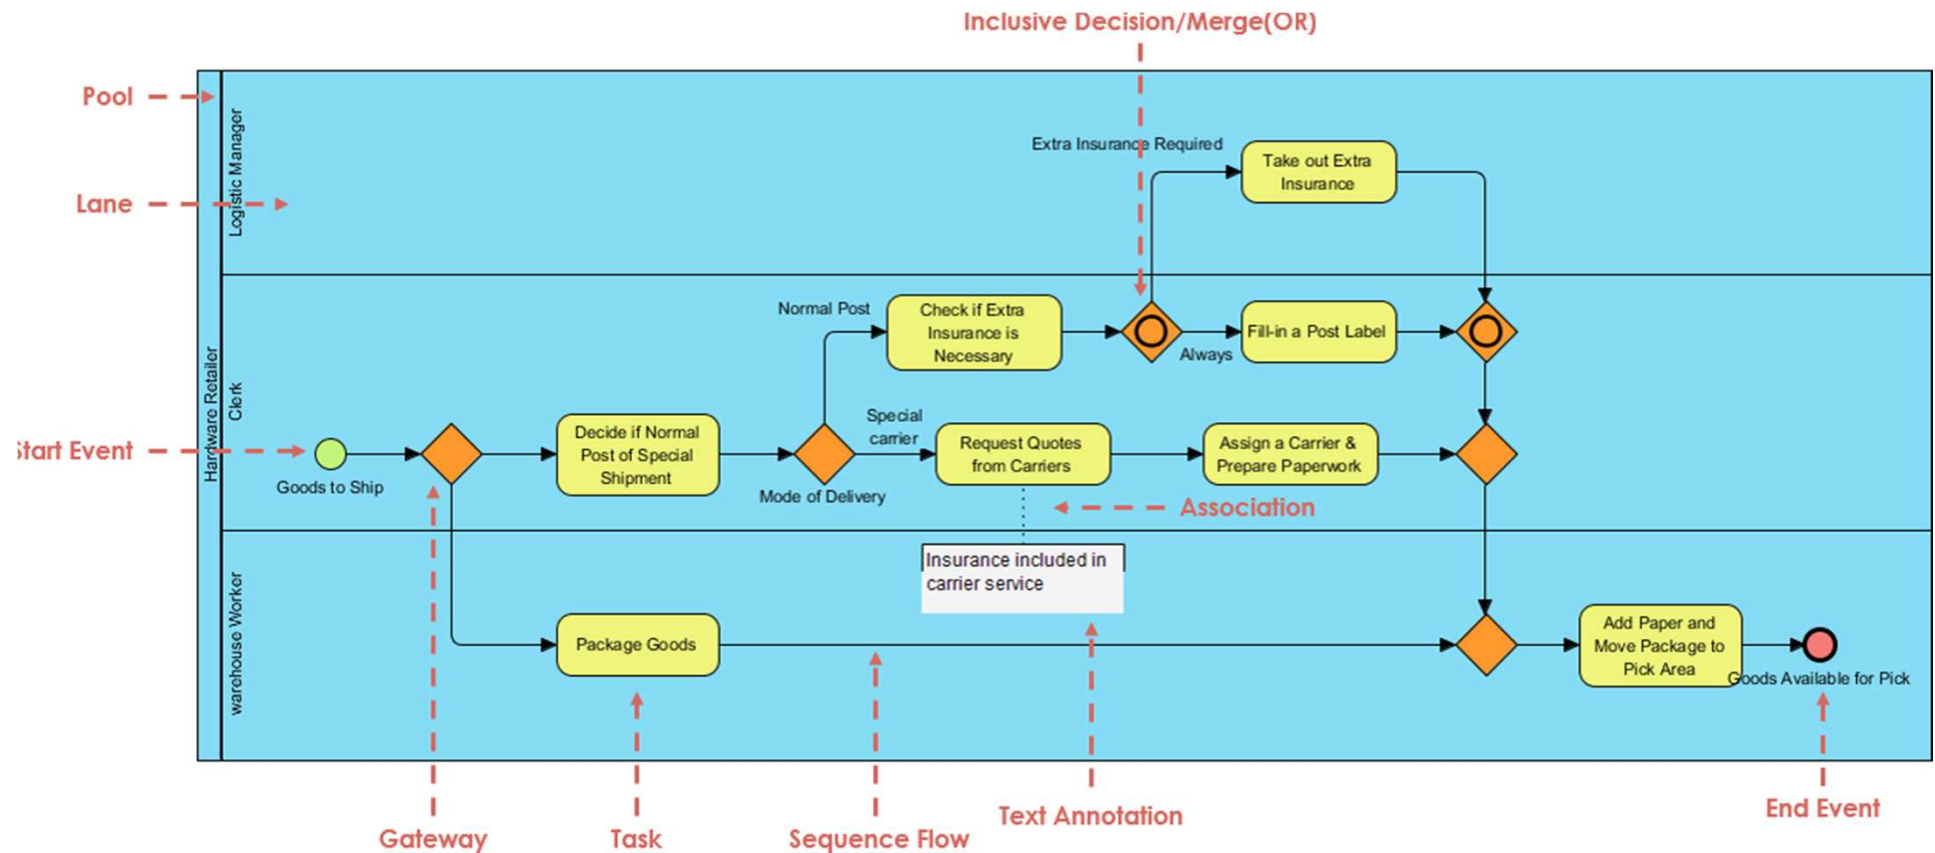 Inclusive Decision/Merge(OR)
Pool
Lane
Start Event
Hardware Retailer
Logistic Manager
Extra Insurance Required
Take out Extra
Insurance
Clerk
Normal Post
Check if Extra
Insurance is
Necessary
Always
Fill-in a Post Label
Goods to Ship
Decide if Normal
Post of Special
Shipment
Mode of Delivery
Special
carrier
Request Quotes
from Carriers
Assign a Carrier &
Prepare Paperwork
Association
warehouse Worker
Insurance included in
carrier service
Package Goods
Add Paper and
Move Package to
Pick Area
Goods Available for Pick
Gateway
Task
Sequence Flow
Text Annotation
End Event